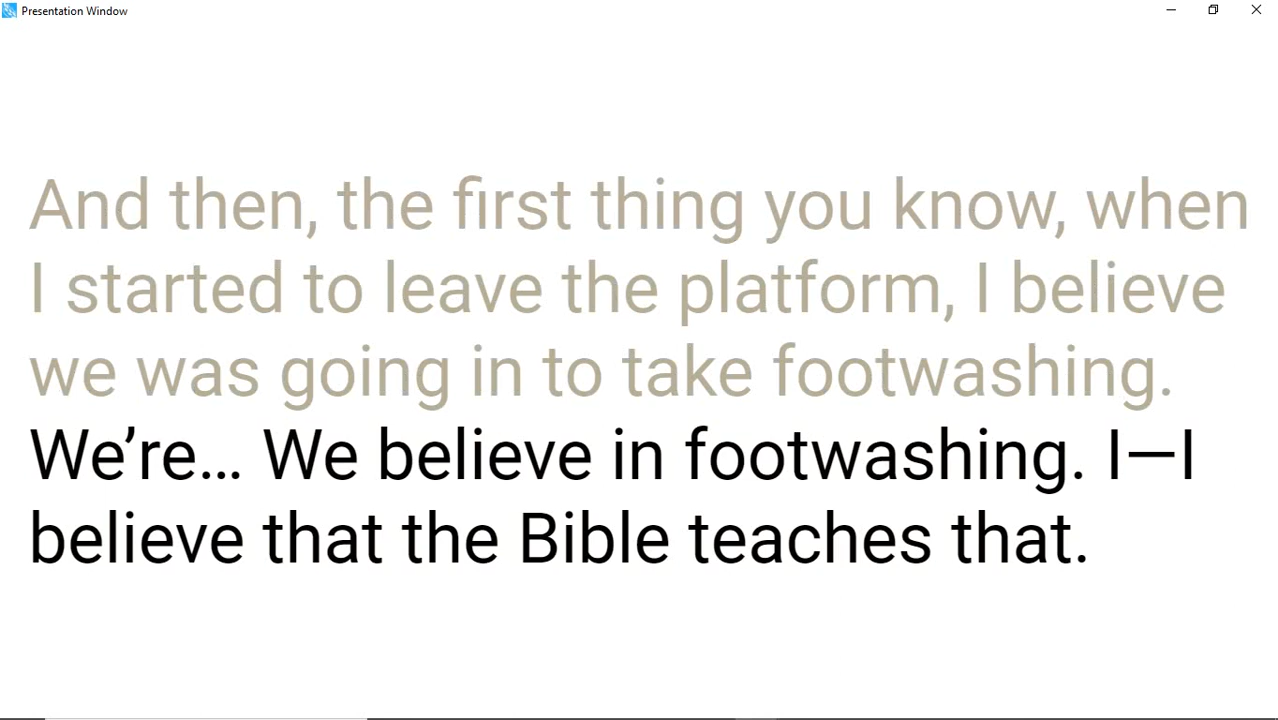 Presentation Window
And then, the first thing you know, when
I started to leave the platform, I believe
we was going in to take footwashing.
We’re… We believe in footwashing. I—I
believe that the Bible teaches that.